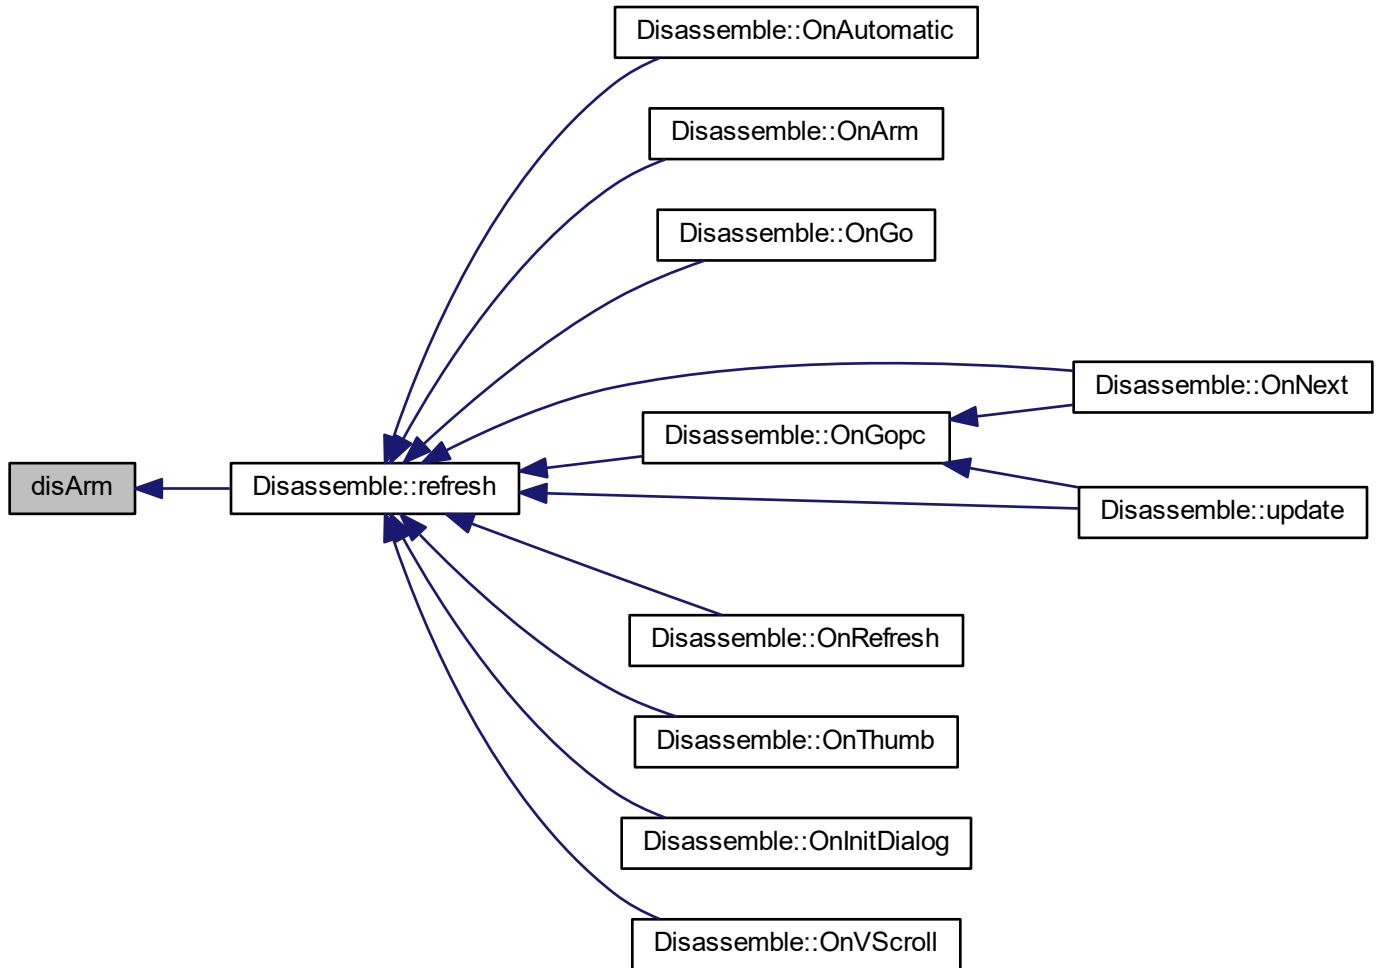 Disassemble::OnAutomatic
Disassemble::OnArm
Disassemble::OnGo
Disassemble::OnNext
Disassemble::OnGopc
disArm
Disassemble::refresh
Disassemble::update
Disassemble::OnRefresh
Disassemble::OnThumb
Disassemble::OnInitDialog
Disassemble::OnVScroll